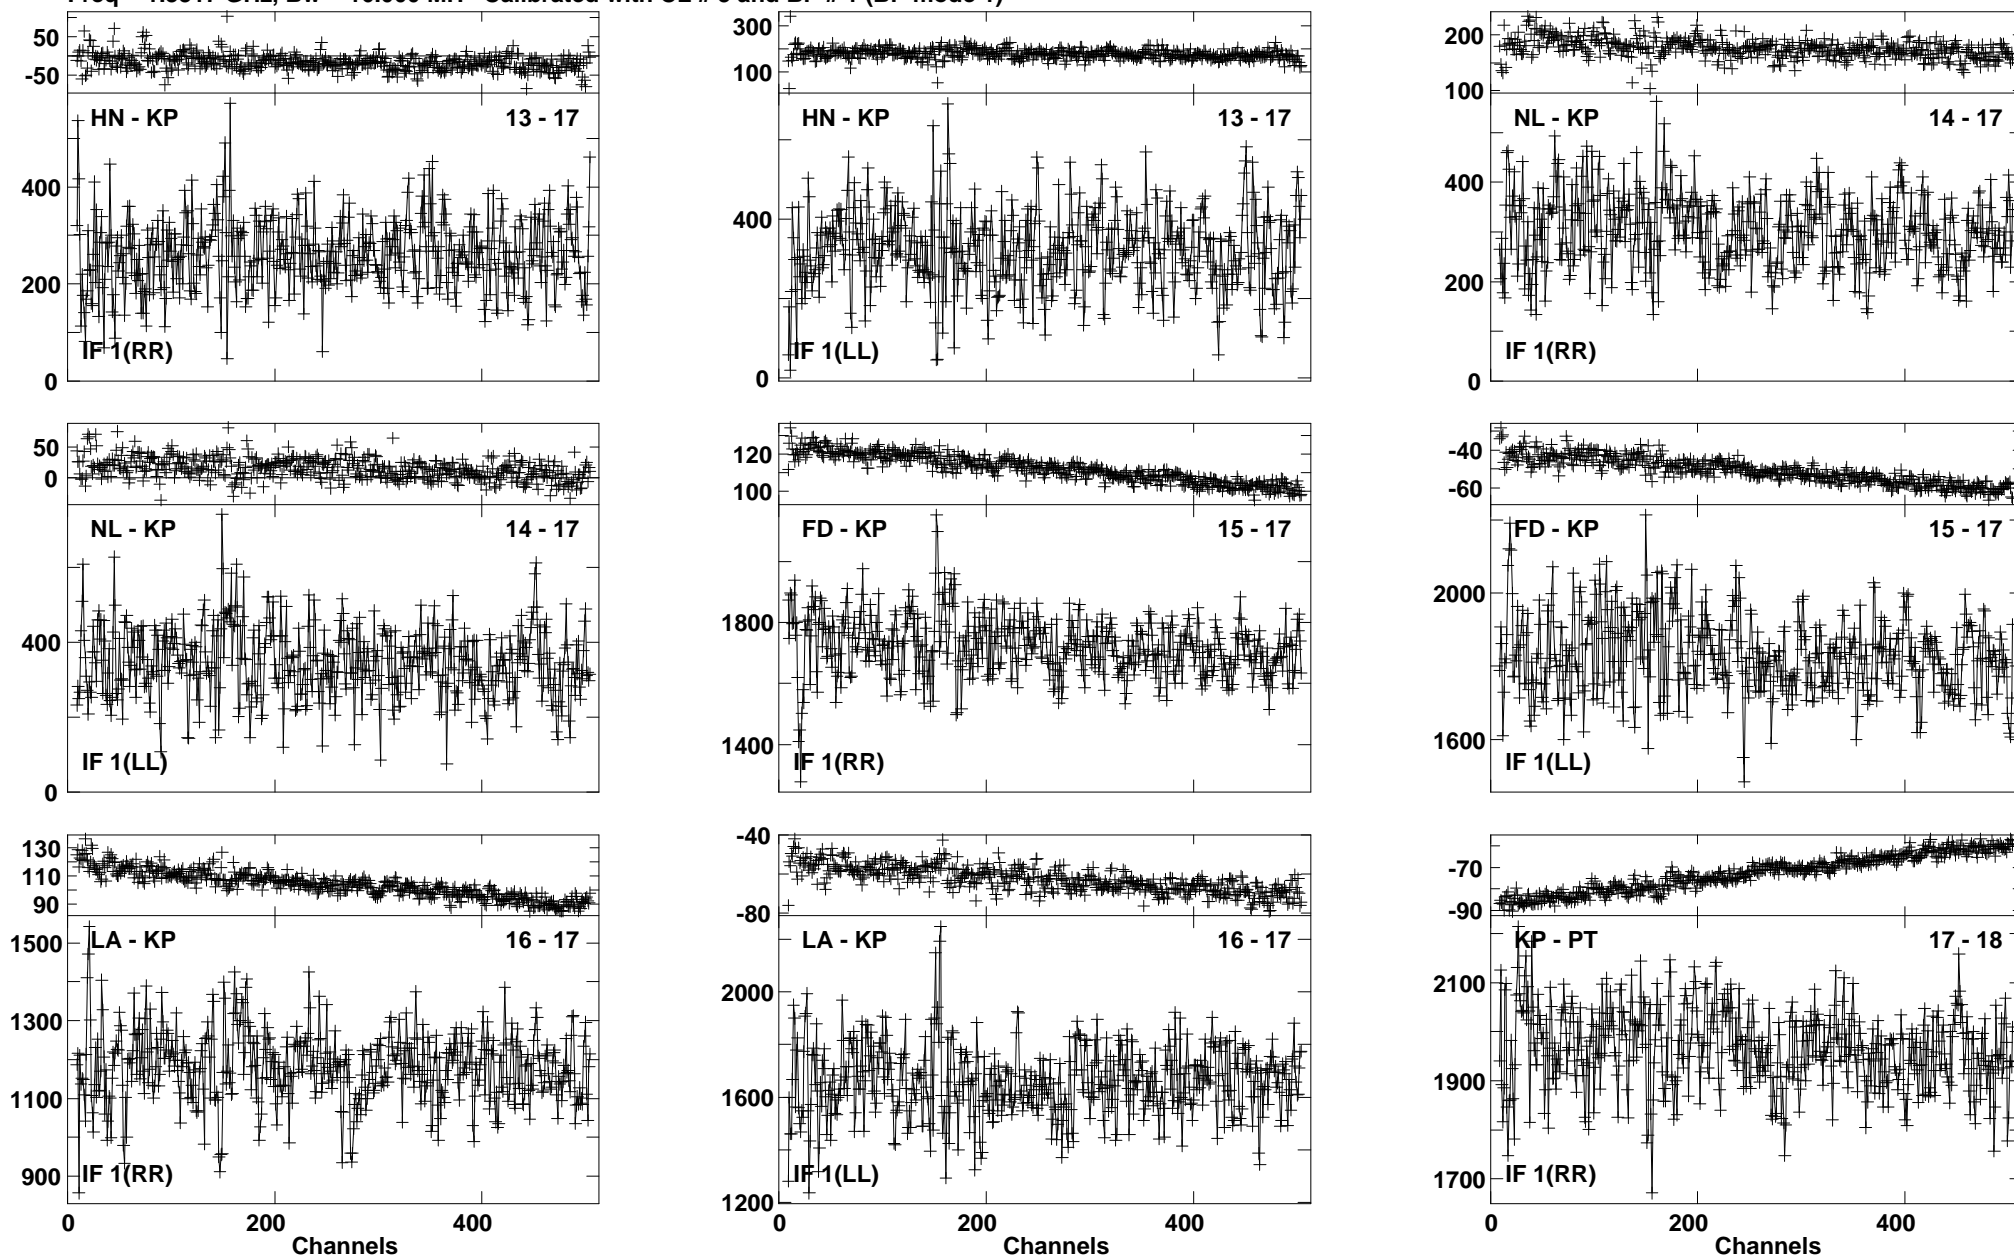 50
-50
HN - KP 13 - 17
400
200
0
IF 1(RR)
300
100
HN - KP 13 - 17
400
0
IF 1(LL)
200
100
NL - KP 14 - 17
400
200
0
IF 1(RR)
50
0
NL - KP 14 - 17
400
0
IF 1(LL)
120
100
FD - KP 15 - 17
1800
1400
IF 1(RR)
-40
-60
FD - KP 15 - 17
2000
1600
IF 1(LL)
130
110
90
LA - KP 16 - 17
1500
1300
1100
900
IF 1(RR)
0 200 400
Channels
-40
-80
LA - KP 16 - 17
2000
1600
1200
IF 1(LL)
0 200 400
Channels
-70
-90
KP - PT 17 - 18
2100
1900
1700
IF 1(RR)
0 200 400
Channels